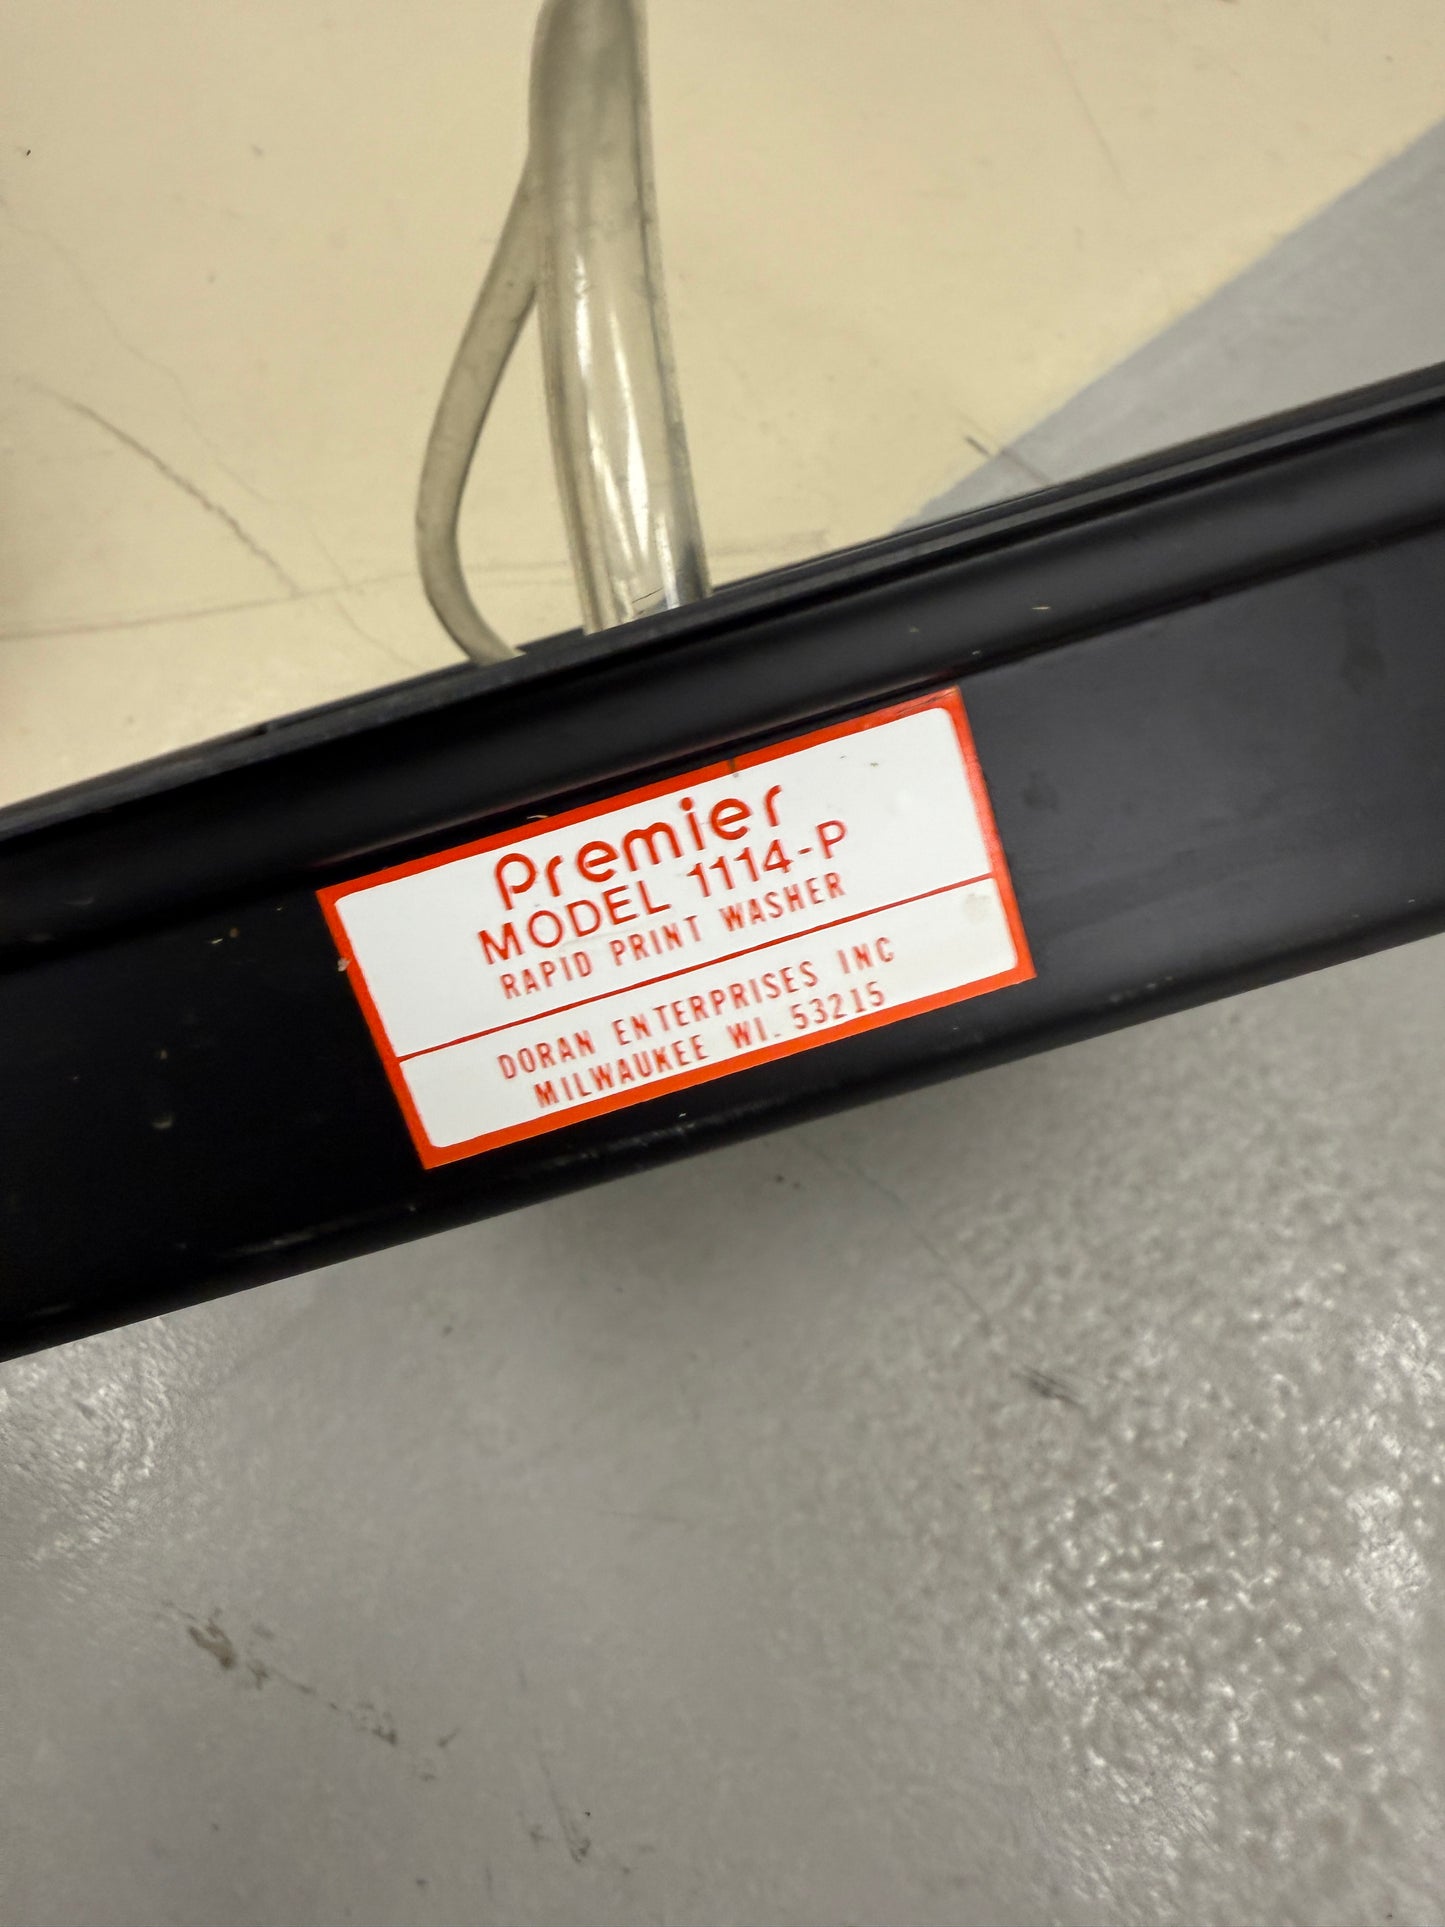 Premier
MODEL 1114-P
RAPID PRINT WASHER
DORAN ENTERPRISES INC
MILWAUKEE WI. 53215